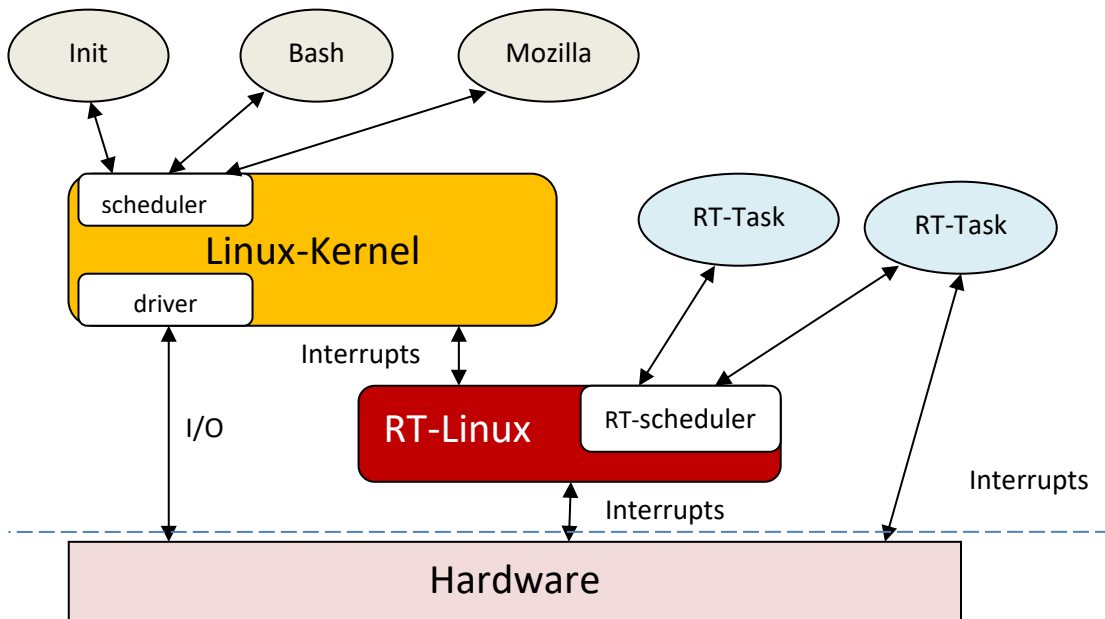 Init
Bash
Mozilla
scheduler
Linux-Kernel
driver
RT-Task
RT-Task
Interrupts
I/O
RT-Linux
RT-scheduler
Interrupts
Interrupts
Hardware